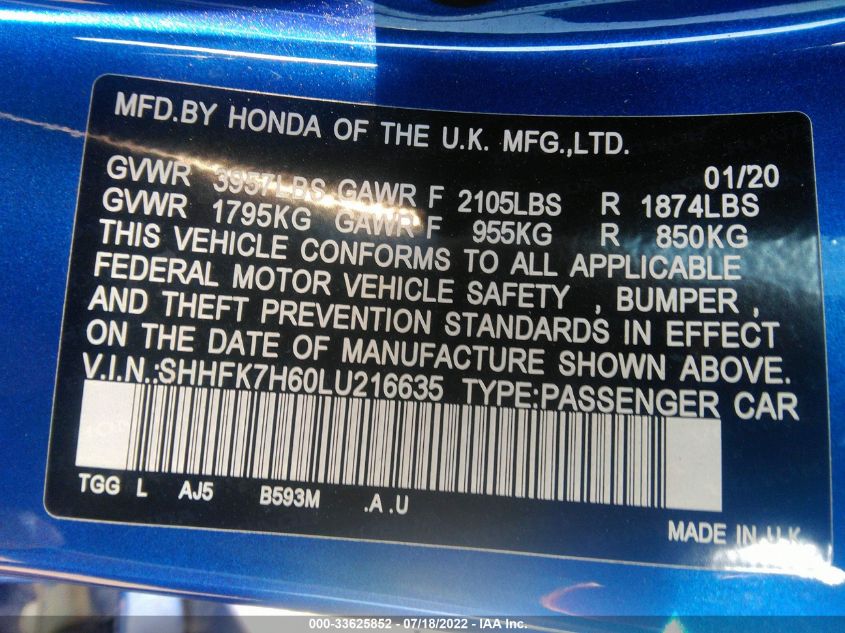 MFD.BY HONDA OF THE U.K. MFG.,LTD.
01/20
GVWR 3957LBS GAWR F 2105LBS R 1874LBS
GVWR 1795KG GAWR F 955KG R 850KG
THIS VEHICLE CONFORMS TO ALL APPLICABLE
FEDERAL MOTOR VEHICLE SAFETY , BUMPER ,
AND THEFT PREVENTION STANDARDS IN EFFECT
ON THE DATE OF MANUFACTURE SHOWN ABOVE.
V.I.N.:SHHFK7H60LU216635 TYPE:PASSENGER CAR
TGG L AJ5 B593M .A .U
MADE IN U.K
000-33625852 / 07/18/2022 - IAA Inc.